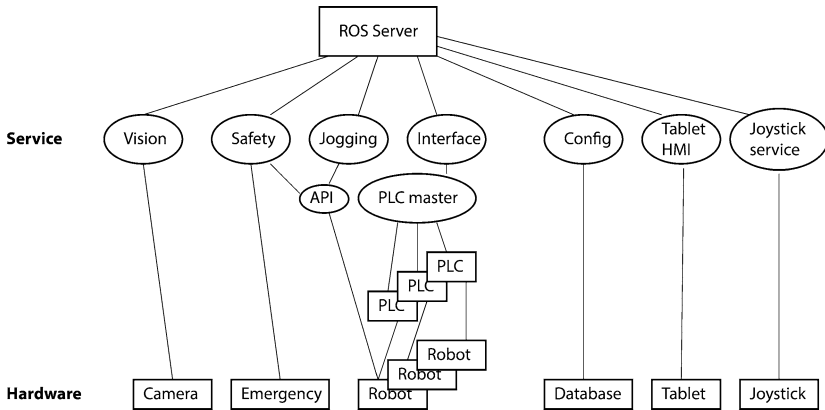 ROS Server
Service
Vision
Safety
Jogging
Interface
Config
Tablet
HMI
Joystick
service
API
PLC master
PLC
PLC
PLC
Robot
Robot
Hardware
Camera
Emergency
Robot
Database
Tablet
Joystick